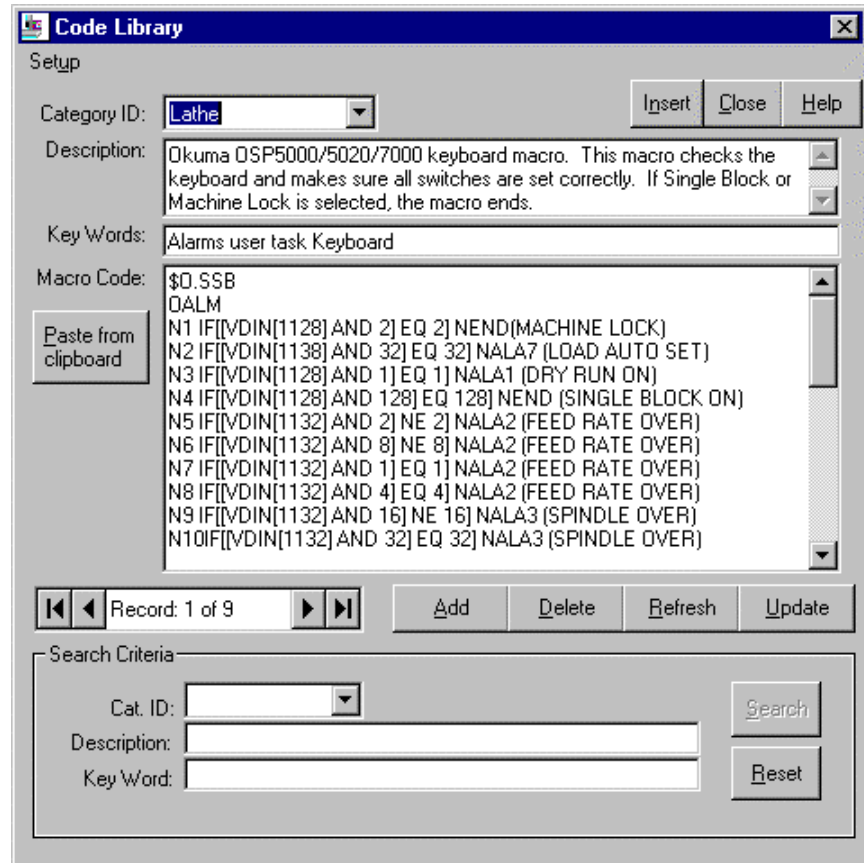 Code Library
Setup
Category ID: Lathe Insert Close Help
Description: Okuma OSP5000/5020/7000 keyboard macro. This macro checks the
keyboard and makes sure all switches are set correctly. If Single Block or
Machine Lock is selected, the macro ends.
Key Words: Alarms user task Keyboard
Macro Code: $O.SSB
OALM
Paste from
clipboard
N1 IF[[VDIN[1128] AND 2] EQ 2] NEND(MACHINE LOCK)
N2 IF[[VDIN[1138] AND 32] EQ 32] NALA7 (LOAD AUTO SET)
N3 IF[[VDIN[1128] AND 1] EQ 1] NALA1 (DRY RUN ON)
N4 IF[[VDIN[1128] AND 128] EQ 128] NEND (SINGLE BLOCK ON)
N5 IF[[VDIN[1132] AND 2] NE 2] NALA2 (FEED RATE OVER)
N6 IF[[VDIN[1132] AND 8] NE 8] NALA2 (FEED RATE OVER)
N7 IF[[VDIN[1132] AND 1] EQ 1] NALA2 (FEED RATE OVER)
N8 IF[[VDIN[1132] AND 4] EQ 4] NALA2 (FEED RATE OVER)
N9 IF[[VDIN[1132] AND 16] NE 16] NALA3 (SPINDLE OVER)
N10IF[[VDIN[1132] AND 32] EQ 32] NALA3 (SPINDLE OVER)
Record: 1 of 9 Add Delete Refresh Update
Search Criteria
Cat. ID: Search
Description:
Key Word: Reset